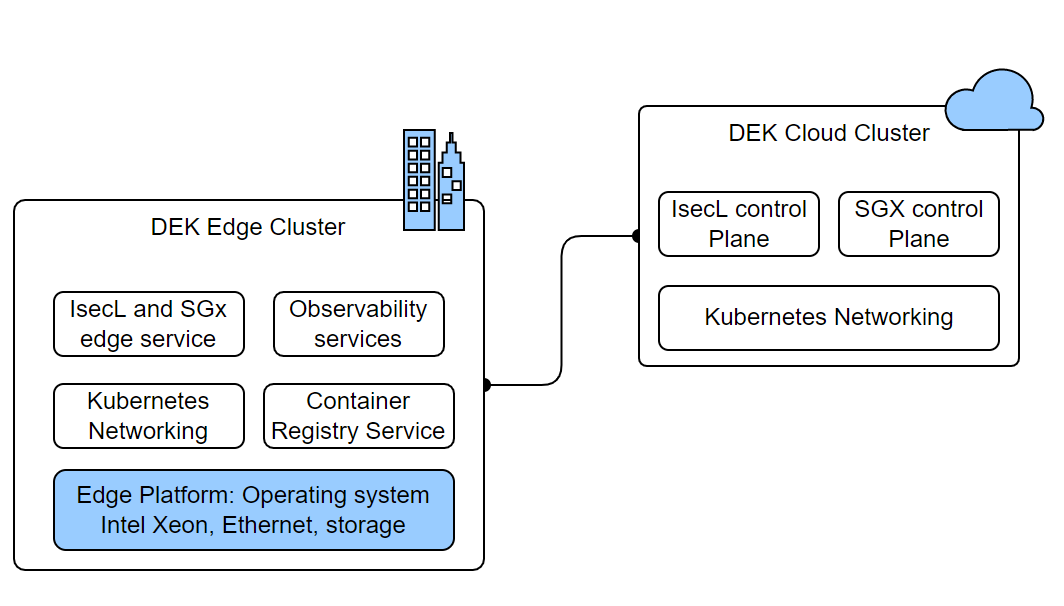 DEK Edge Cluster
IsecL and SGx
edge service
Observability
services
Kubernetes
Networking
Container
Registry Service
Edge Platform: Operating system
Intel Xeon, Ethernet, storage
DEK Cloud Cluster
IsecL control
Plane
SGX control
Plane
Kubernetes Networking